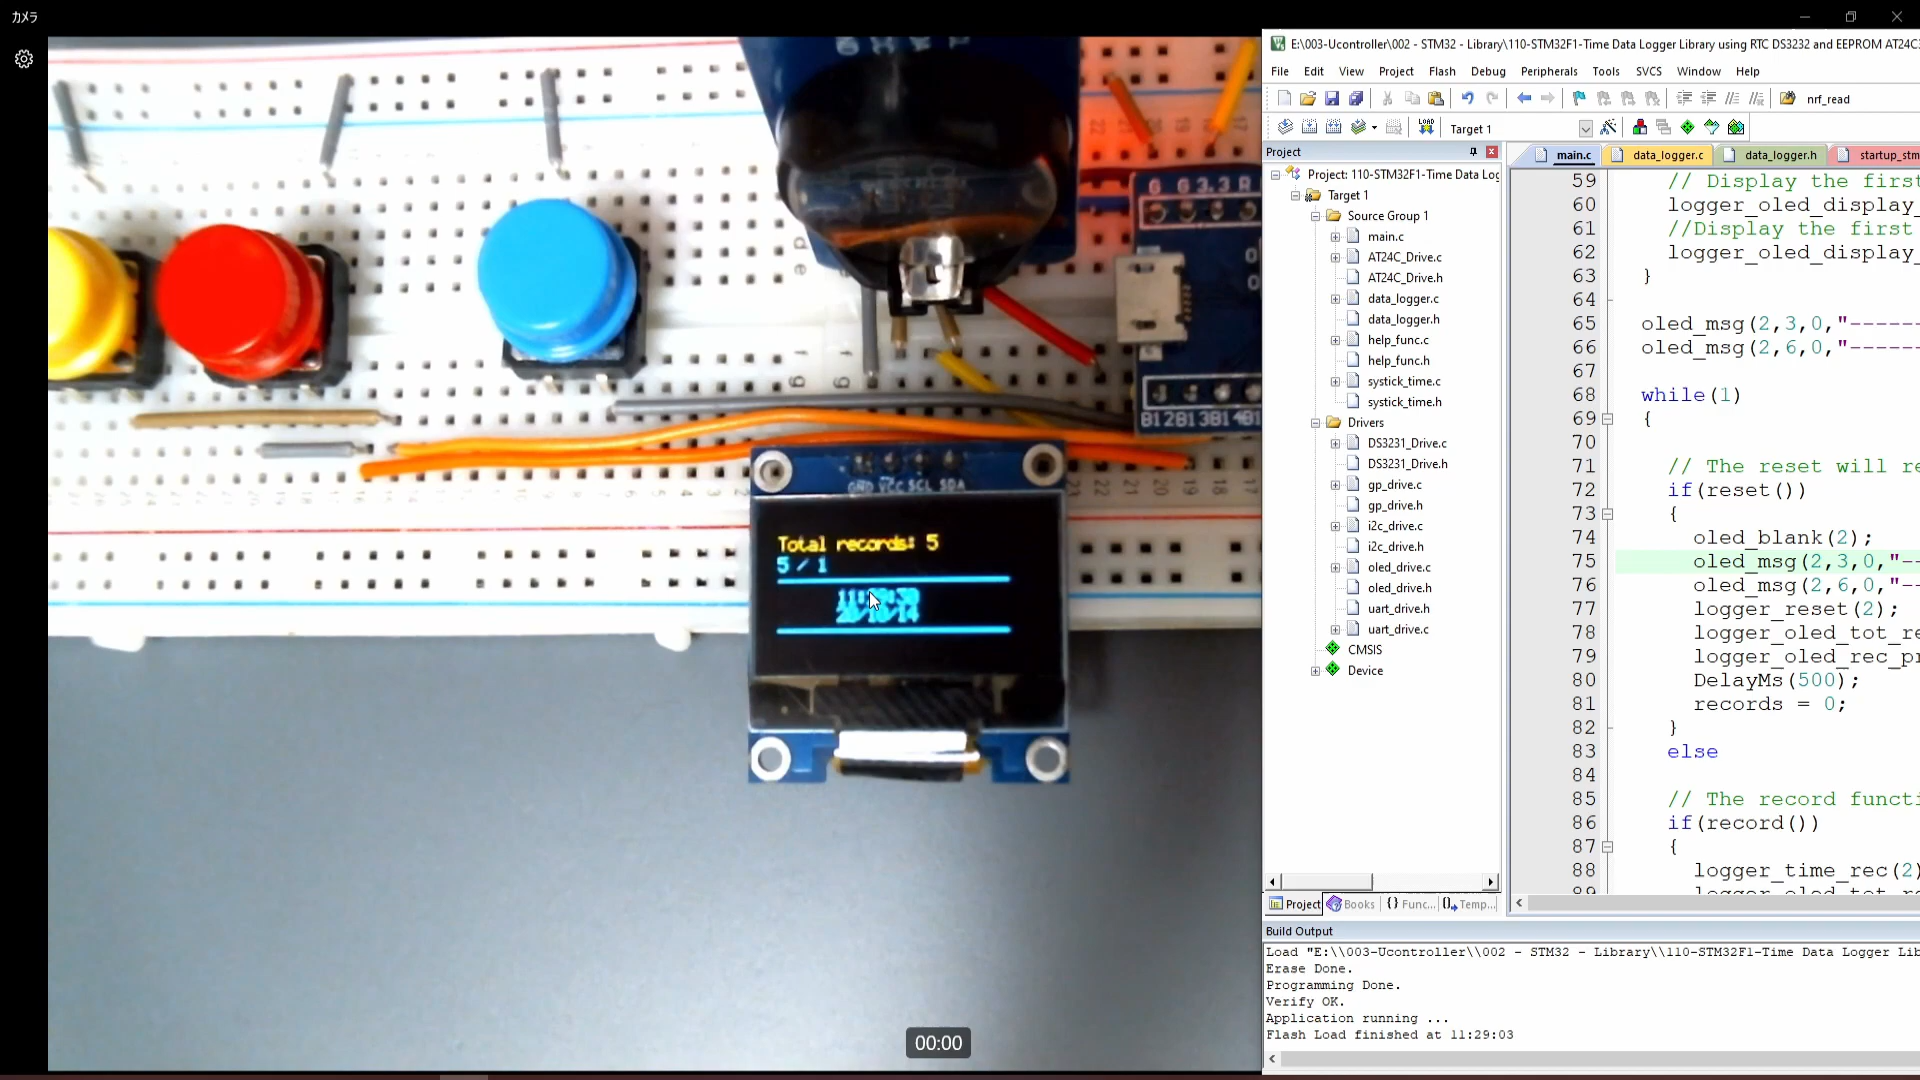 カメラ
E:\003-Ucontroller\002 - STM32 - Library\110-STM32F1-Time Data Logger Library using RTC DS3232 and EEPROM AT24C
File Edit View Project Flash Debug Peripherals Tools SVCS Window Help
nrf_read
LOAD
Target 1
Project
Project: 110-STM32F1-Time Data Log
Target 1
Source Group 1
main.c
AT24C_Drive.c
AT24C_Drive.h
data_logger.c
data_logger.h
help_func.c
help_func.h
systick_time.c
systick_time.h
Drivers
DS3231_Drive.c
DS3231_Drive.h
gp_drive.c
gp_drive.h
i2c_drive.c
i2c_drive.h
oled_drive.c
oled_drive.h
uart_drive.h
uart_drive.c
CMSIS
Device
Project Books {} Func... Temp...
main.c data_logger.c data_logger.h startup_stm
59 // Display the first
60 logger_oled_display_
61 //Display the first
62 logger_oled_display_
63 }
64
65 oled_msg(2,3,0,"------
66 oled_msg(2,6,0,"------
67
68 while(1)
69 {
70
71 // The reset will re
72 if(reset())
73 {
74 oled_blank(2);
75 oled_msg(2,3,0,"--
76 oled_msg(2,6,0,"--
77 logger_reset(2);
78 logger_oled_tot_re
79 logger_oled_rec_pr
80 DelayMs(500);
81 records = 0;
82 }
83 else
84
85 // The record functi
86 if(record())
87 {
88 logger_time_rec(2)
Build Output
Load "E:\\003-Ucontroller\\002 - STM32 - Library\\110-STM32F1-Time Data Logger Lib
Erase Done.
Programming Done.
Verify OK.
Application running ...
Flash Load finished at 11:29:03
G G 3.3 R
B12 B13 B14 B1
GND VCC SCL SDA
Total records: 5
5 / 1
00:00